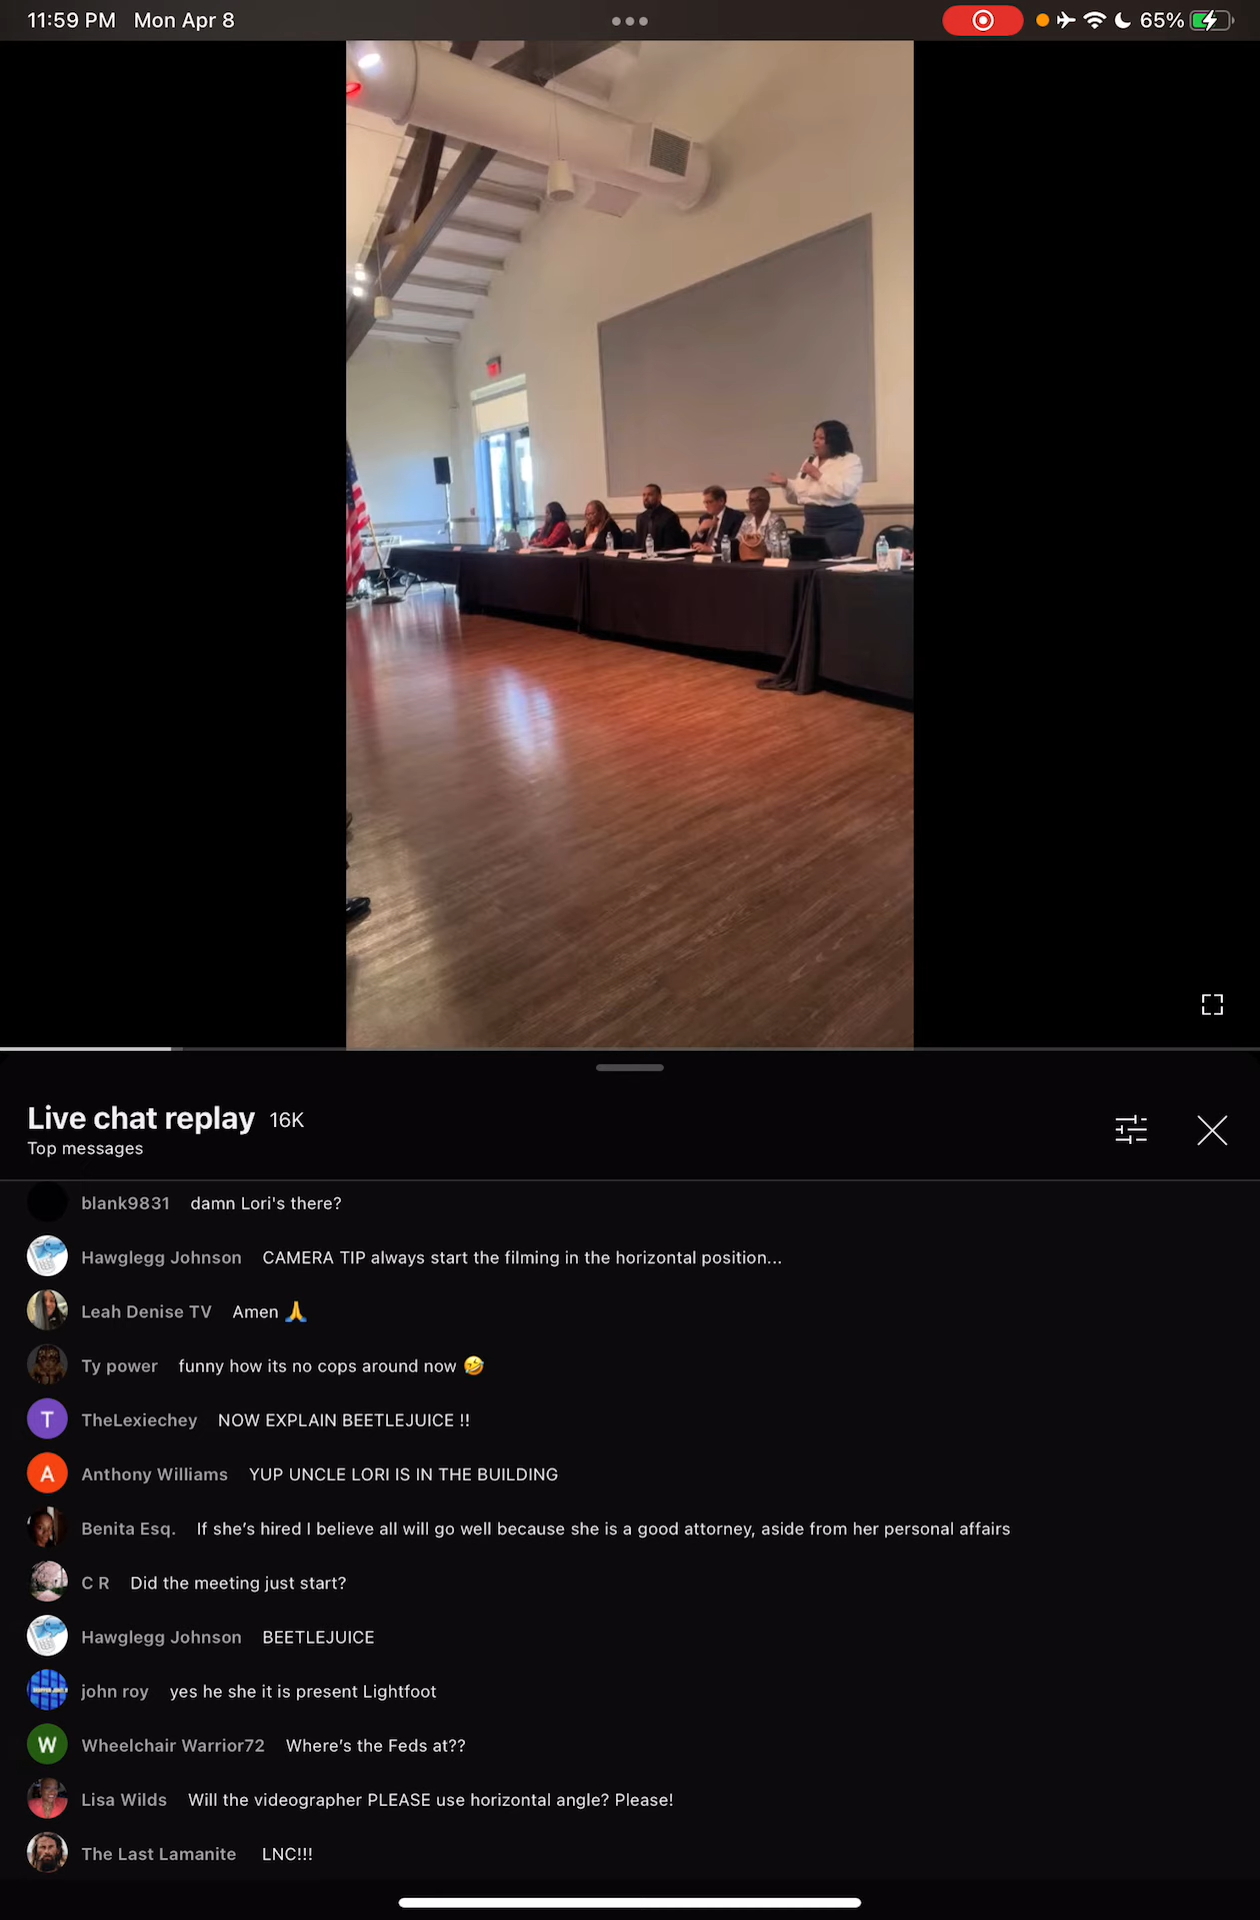 11:59 PM Mon Apr 8
65%
Live chat replay 16K
Top messages
blank9831 damn Lori's there?
Hawglegg Johnson CAMERA TIP always start the filming in the horizontal position...
Leah Denise TV Amen 🙏
Ty power funny how its no cops around now 🤣
T TheLexiechey NOW EXPLAIN BEETLEJUICE !!
A Anthony Williams YUP UNCLE LORI IS IN THE BUILDING
Benita Esq. If she’s hired I believe all will go well because she is a good attorney, aside from her personal affairs
C R Did the meeting just start?
Hawglegg Johnson BEETLEJUICE
john roy yes he she it is present Lightfoot
W Wheelchair Warrior72 Where’s the Feds at??
Lisa Wilds Will the videographer PLEASE use horizontal angle? Please!
The Last Lamanite LNC!!!